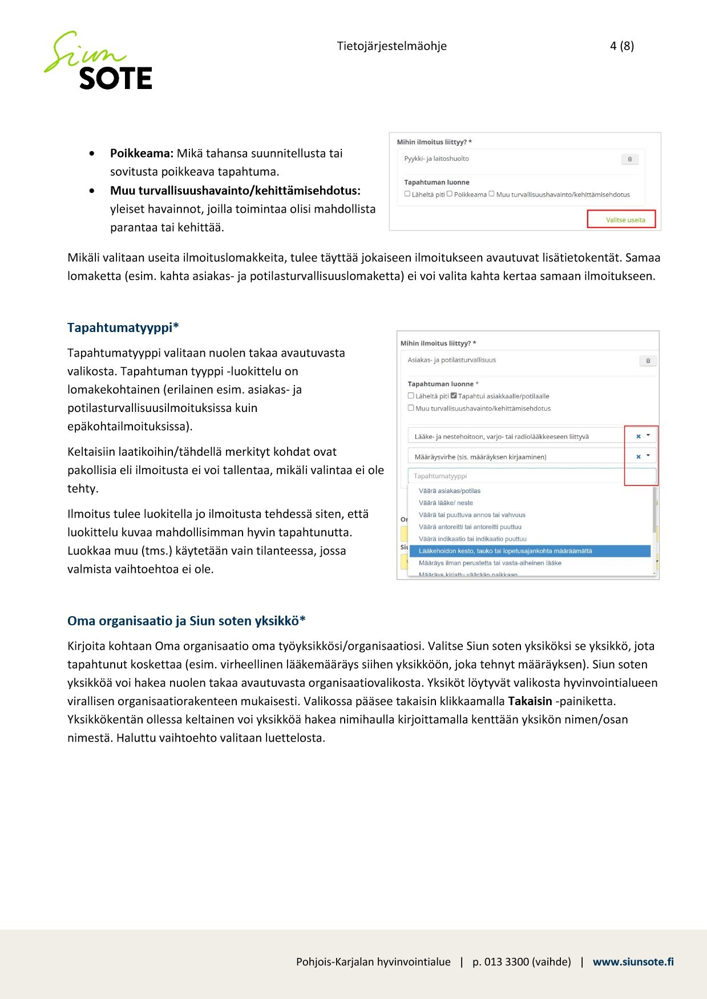 Siun
SOTE
Tietojärjestelmäohje
4 (8)
• Poikkeama: Mikä tahansa suunnitellusta tai
sovitusta poikkeava tapahtuma.
• Muu turvallisuushavainto/kehittämisehdotus:
yleiset havainnot, joilla toimintaa olisi mahdollista
parantaa tai kehittää.
Mihin ilmoitus liittyy? *
Pyykki- ja laitoshuolto
Tapahtuman luonne
Läheltä piti Poikkeama Muu turvallisuushavainto/kehittämisehdotus
Valitse useita
Mikäli valitaan useita ilmoituslomakkeita, tulee täyttää jokaiseen ilmoitukseen avautuvat lisätietokentät. Samaa
lomaketta (esim. kahta asiakas- ja potilasturvallisuuslomaketta) ei voi valita kahta kertaa samaan ilmoitukseen.
Tapahtumatyyppi*
Tapahtumatyyppi valitaan nuolen takaa avautuvasta
valikosta. Tapahtuman tyyppi -luokittelu on
lomakekohtainen (erilainen esim. asiakas- ja
potilasturvallisuusilmoituksissa kuin
epäkohtailmoituksissa).
Keltaisiin laatikoihin/tähdellä merkityt kohdat ovat
pakollisia eli ilmoitusta ei voi tallentaa, mikäli valintaa ei ole
tehty.
Ilmoitus tulee luokitella jo ilmoitusta tehdessä siten, että
luokittelu kuvaa mahdollisimman hyvin tapahtunutta.
Luokkaa muu (tms.) käytetään vain tilanteessa, jossa
valmista vaihtoehtoa ei ole.
Mihin ilmoitus liittyy? *
Asiakas- ja potilasturvallisuus
Tapahtuman luonne *
Läheltä piti Tapahtui asiakkaalle/potilaalle
Muu turvallisuushavainto/kehittämisehdotus
Lääke- ja nestehoitoon, varjo- tai radiolääkkeeseen liittyvä
Määräysvirhe (sis. määräyksen kirjaaminen)
Tapahtumatyyppi
Väärä asiakas/potilas
Väärä lääke/ neste
Väärä tai puuttuva annos tai vahvuus
Väärä antoreitti tai antoreitti puuttuu
Väärä indikaatio tai indikaatio puuttuu
Lääkehoidon kesto, tauko tai lopetusajankohta määräämättä
Määräys ilman perustetta tai vasta-aiheinen lääke
Määräys kirjattu väärään paikkaan
Oma organisaatio ja Siun soten yksikkö*
Kirjoita kohtaan Oma organisaatio oma työyksikkösi/organisaatiosi. Valitse Siun soten yksiköksi se yksikkö, jota
tapahtunut koskettaa (esim. virheellinen lääkemääräys siihen yksikköön, joka tehnyt määräyksen). Siun soten
yksikköä voi hakea nuolen takaa avautuvasta organisaatiovalikosta. Yksiköt löytyvät valikosta hyvinvointialueen
virallisen organisaatiorakenteen mukaisesti. Valikossa pääsee takaisin klikkaamalla Takaisin -painiketta.
Yksikkökentän ollessa keltainen voi yksikköä hakea nimihaulla kirjoittamalla kenttään yksikön nimen/osan
nimestä. Haluttu vaihtoehto valitaan luettelosta.
Pohjois-Karjalan hyvinvointialue | p. 013 3300 (vaihde) | www.siunsote.fi